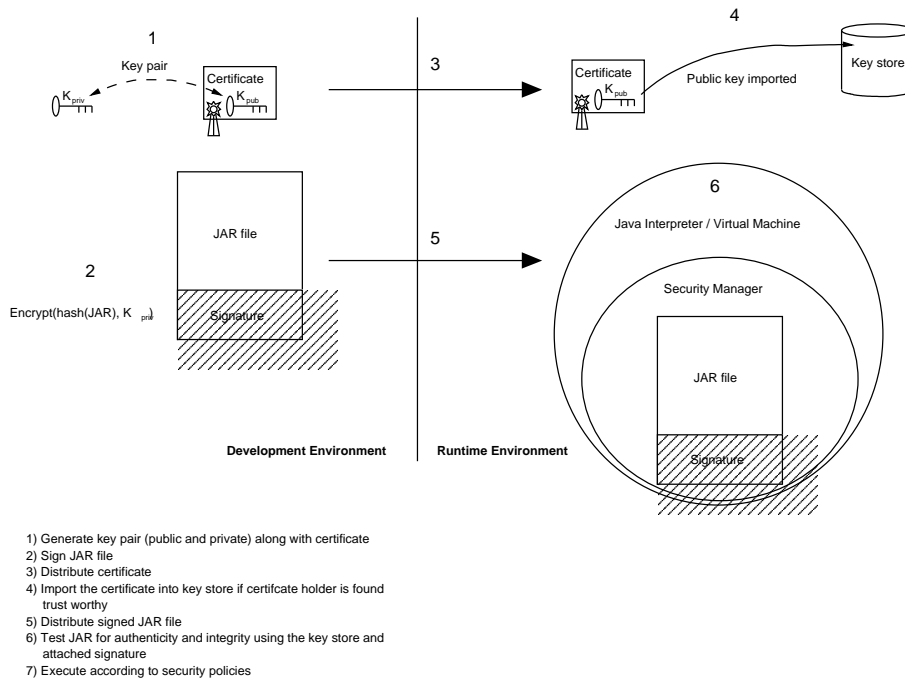 1
Key pair
K priv
Certificate
K pub
3
4
Certificate
K pub
Public key imported
Key store
JAR file
2
Encrypt(hash(JAR), K priv)
Signature
5
6
Java Interpreter / Virtual Machine
Security Manager
JAR file
Signature
Development Environment
Runtime Environment
1) Generate key pair (public and private) along with certificate
2) Sign JAR file
3) Distribute certificate
4) Import the certificate into key store if certifcate holder is found
trust worthy
5) Distribute signed JAR file
6) Test JAR for authenticity and integrity using the key store and
attached signature
7) Execute according to security policies